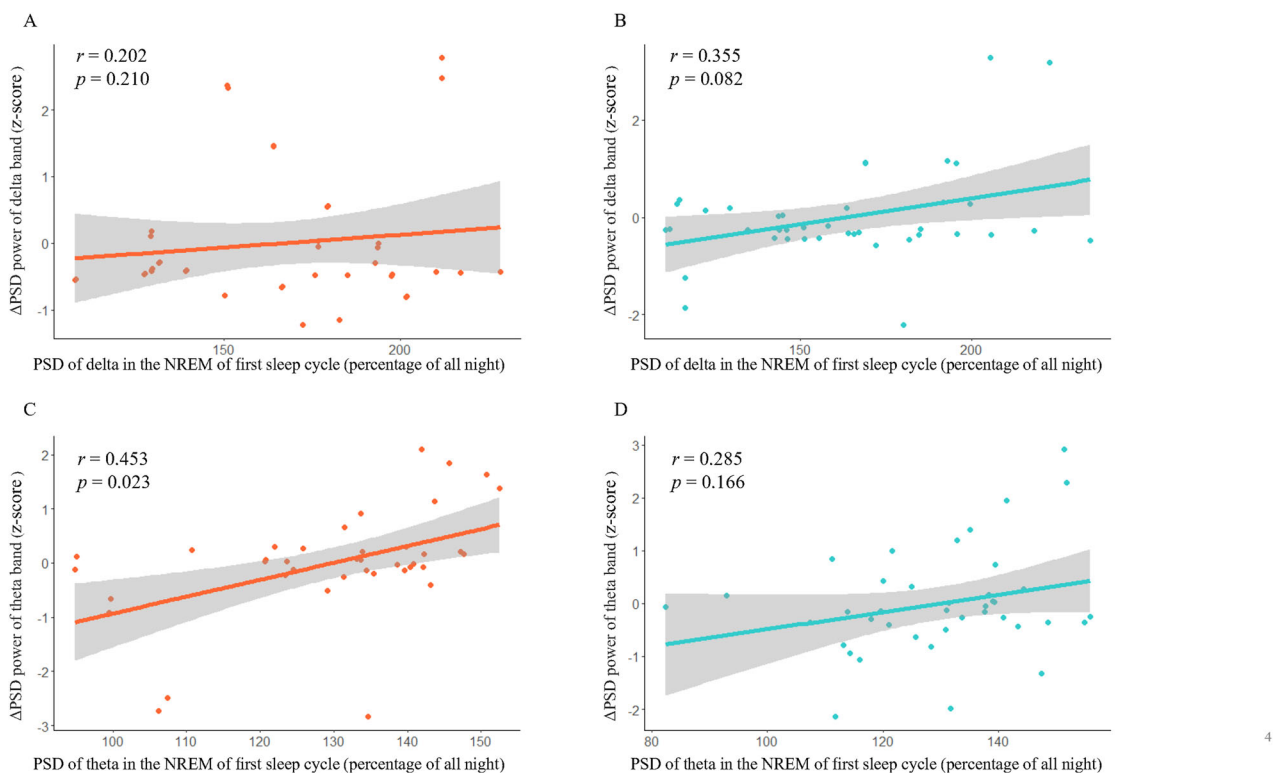 A
r = 0.202
p = 0.210
ΔPSD power of delta band (z-score )
2
1
0
-1
150
200
PSD of delta in the NREM of first sleep cycle (percentage of all night)
B
r = 0.355
p = 0.082
ΔPSD power of delta band (z-score )
2
0
-2
150
200
PSD of delta in the NREM of first sleep cycle (percentage of all night)
C
r = 0.453
p = 0.023
ΔPSD power of theta band (z-score )
2
1
0
-1
-2
-3
100
110
120
130
140
150
PSD of theta in the NREM of first sleep cycle (percentage of all night)
D
r = 0.285
p = 0.166
ΔPSD power of theta band (z-score )
3
2
1
0
-1
-2
80
100
120
140
PSD of theta in the NREM of first sleep cycle (percentage of all night)
4